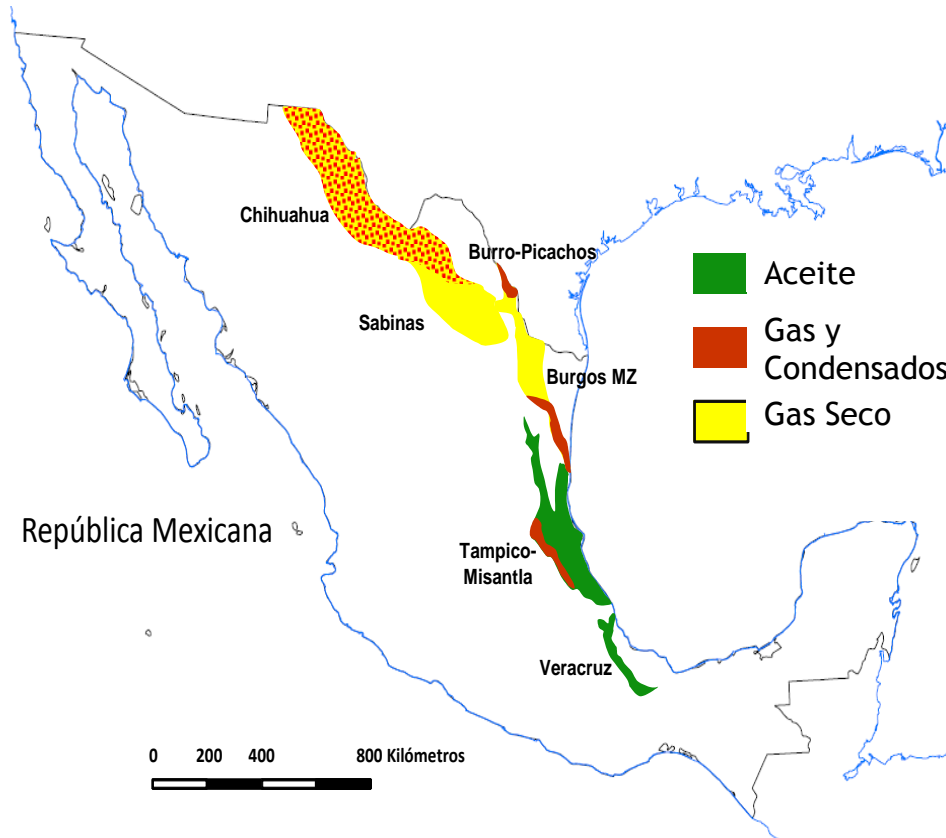 Chihuahua
Burro-Picachos
Sabinas
Burgos MZ
Aceite
Gas y
Condensados
Gas Seco
República Mexicana
Tampico-
Misantla
Veracruz
0 200 400 800 Kilómetros